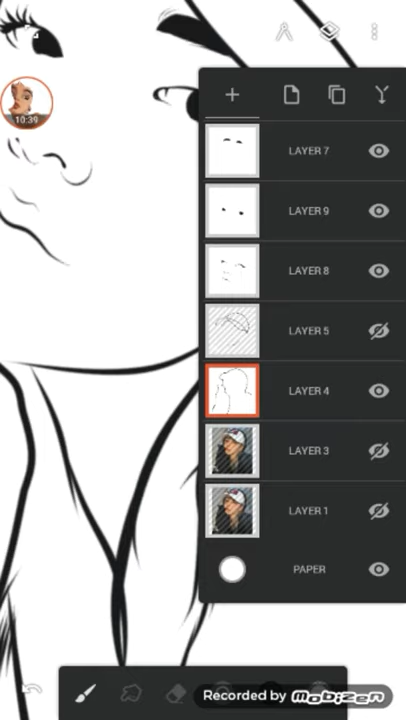 10:39
LAYER 7
LAYER 9
LAYER 8
LAYER 5
LAYER 4
LAYER 3
LAYER 1
PAPER
Recorded by mobizen